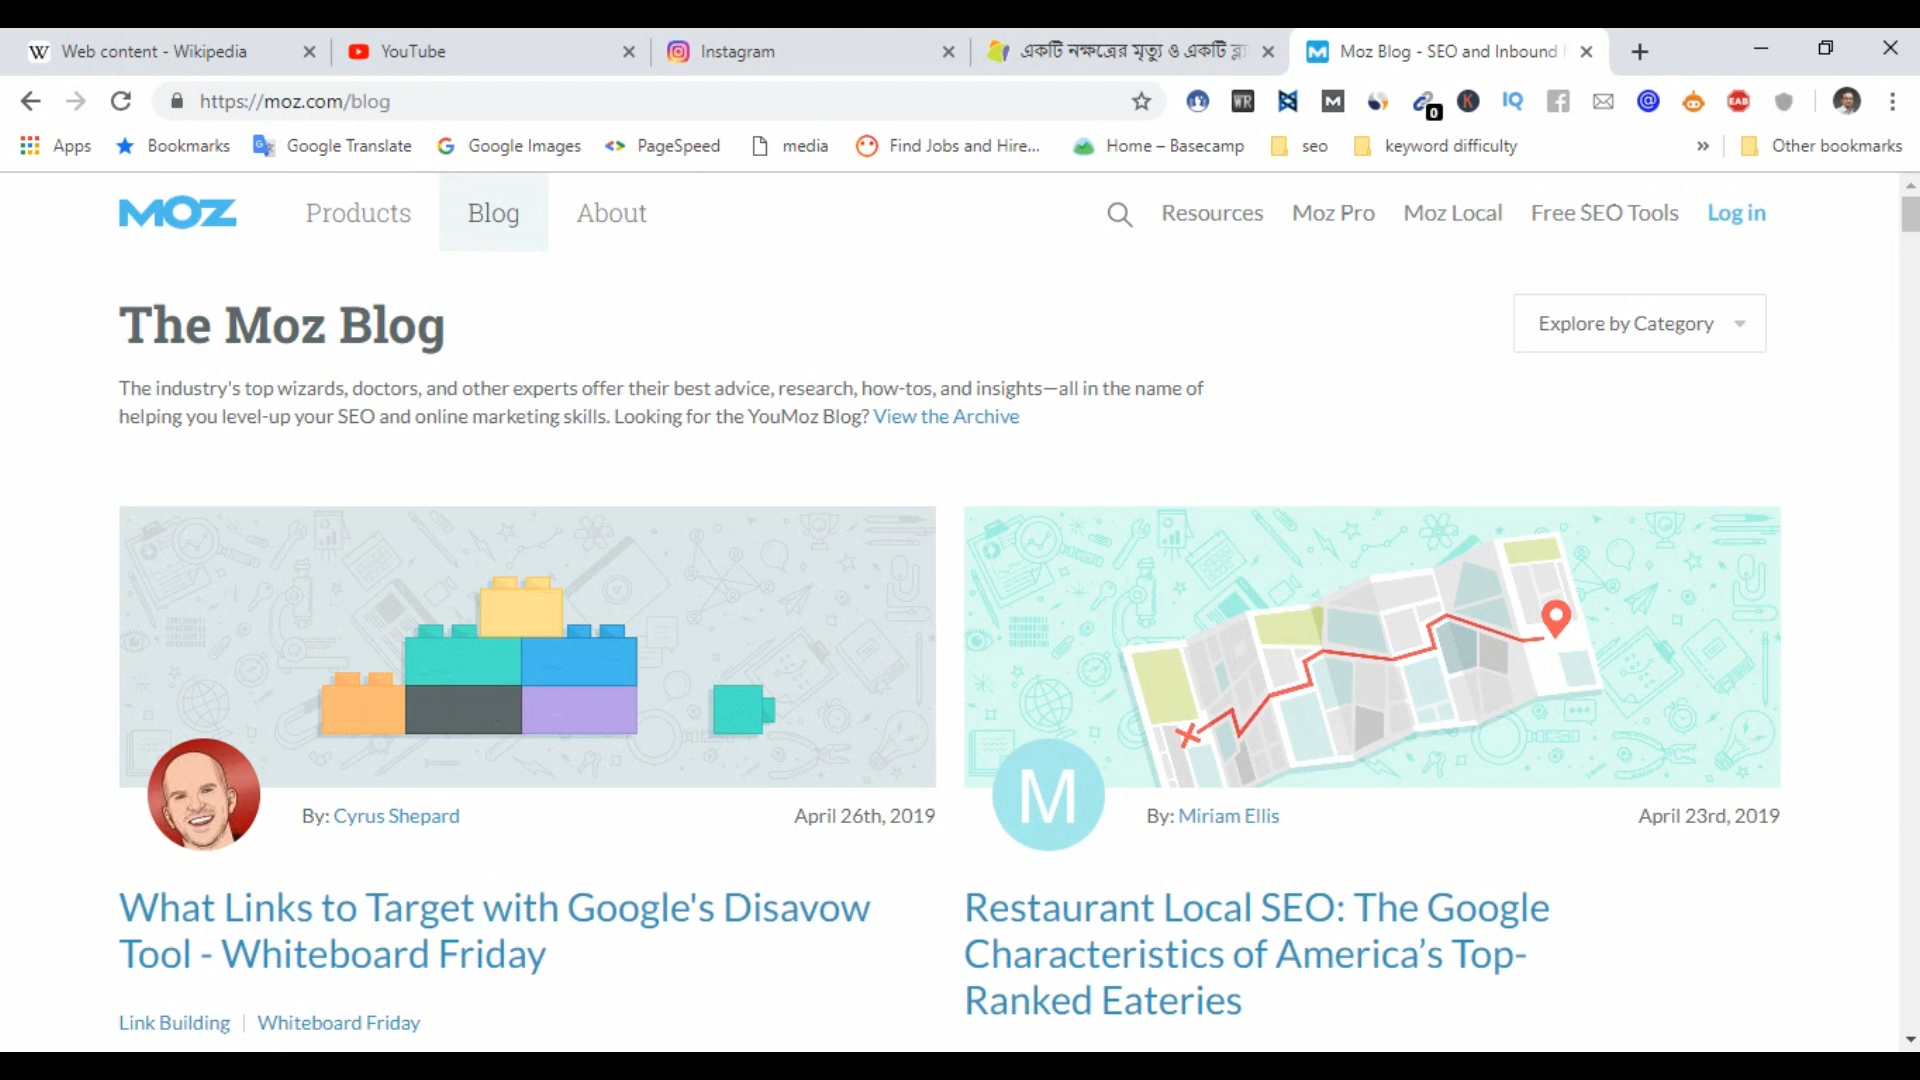 Web content - Wikipedia
YouTube
Instagram
একটি নক্ষত্রের মৃত্যু ও একটি
Moz Blog - SEO and Inbound
https://moz.com/blog
WR
M
0
K
IQ
EAB
Apps
Bookmarks
Google Translate
Google Images
PageSpeed
media
Find Jobs and Hire...
Home – Basecamp
seo
keyword difficulty
»
Other bookmarks
MOZ
Products
Blog
About
Resources
Moz Pro
Moz Local
Free SEO Tools
Log in
The Moz Blog
Explore by Category
The industry's top wizards, doctors, and other experts offer their best advice, research, how-tos, and insights—all in the name of
helping you level-up your SEO and online marketing skills. Looking for the YouMoz Blog? View the Archive
By: Cyrus Shepard
April 26th, 2019
What Links to Target with Google's Disavow
Tool - Whiteboard Friday
Link Building | Whiteboard Friday
M
By: Miriam Ellis
April 23rd, 2019
Restaurant Local SEO: The Google
Characteristics of America’s Top-
Ranked Eateries